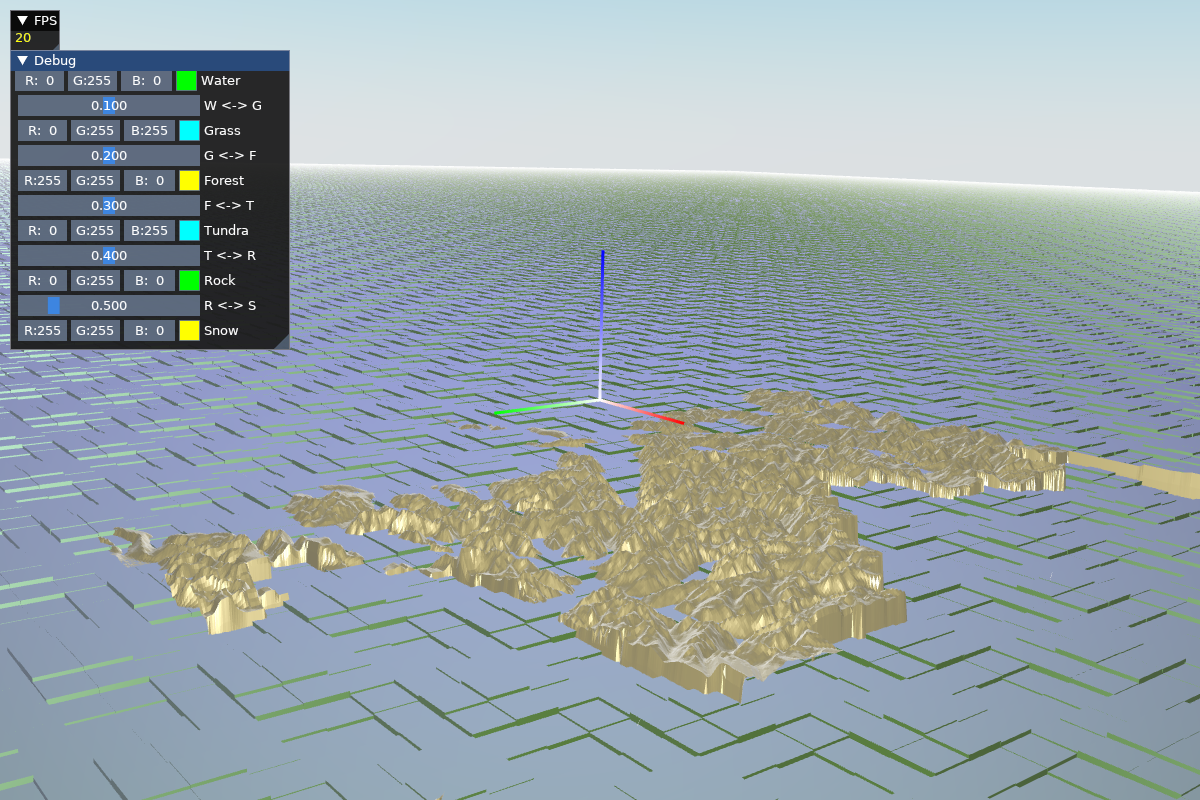 ▼ FPS
20
▼ Debug
R: 0 G:255 B: 0 Water
0.100 W <-> G
R: 0 G:255 B:255 Grass
0.200 G <-> F
R:255 G:255 B: 0 Forest
0.300 F <-> T
R: 0 G:255 B:255 Tundra
0.400 T <-> R
R: 0 G:255 B: 0 Rock
0.500 R <-> S
R:255 G:255 B: 0 Snow